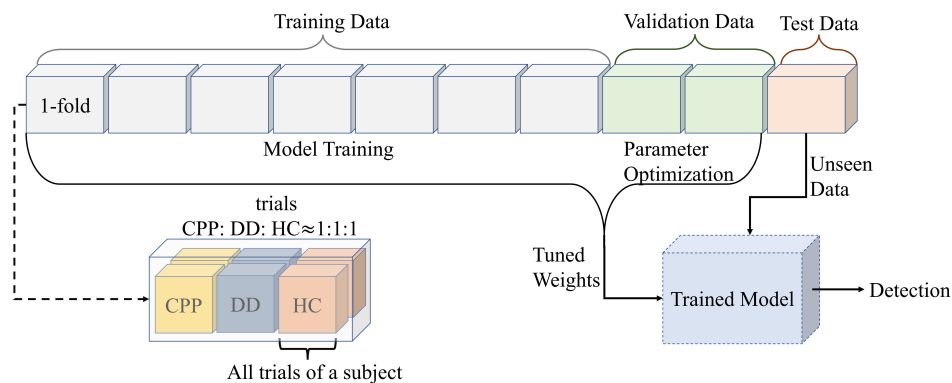 Training Data
Validation Data
Test Data
1-fold
Model Training
Parameter
Optimization
Unseen
Data
trials
CPP: DD: HC≈1:1:1
Tuned
Weights
CPP
DD
HC
Trained Model
Detection
All trials of a subject